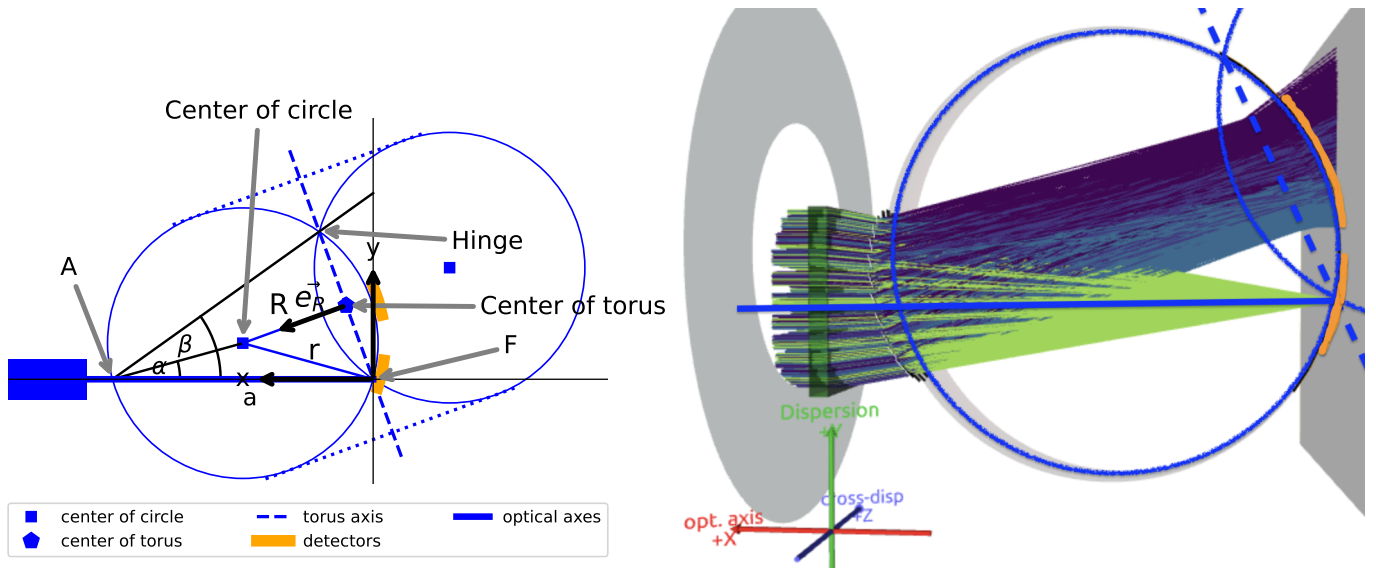 Center of circle
Hinge
A
y
R
e⃗_R
Center of torus
β
α
r
F
x
a
center of circle
center of torus
torus axis
detectors
optical axes
Dispersion
+Y
cross-disp
+Z
opt. axis
+X